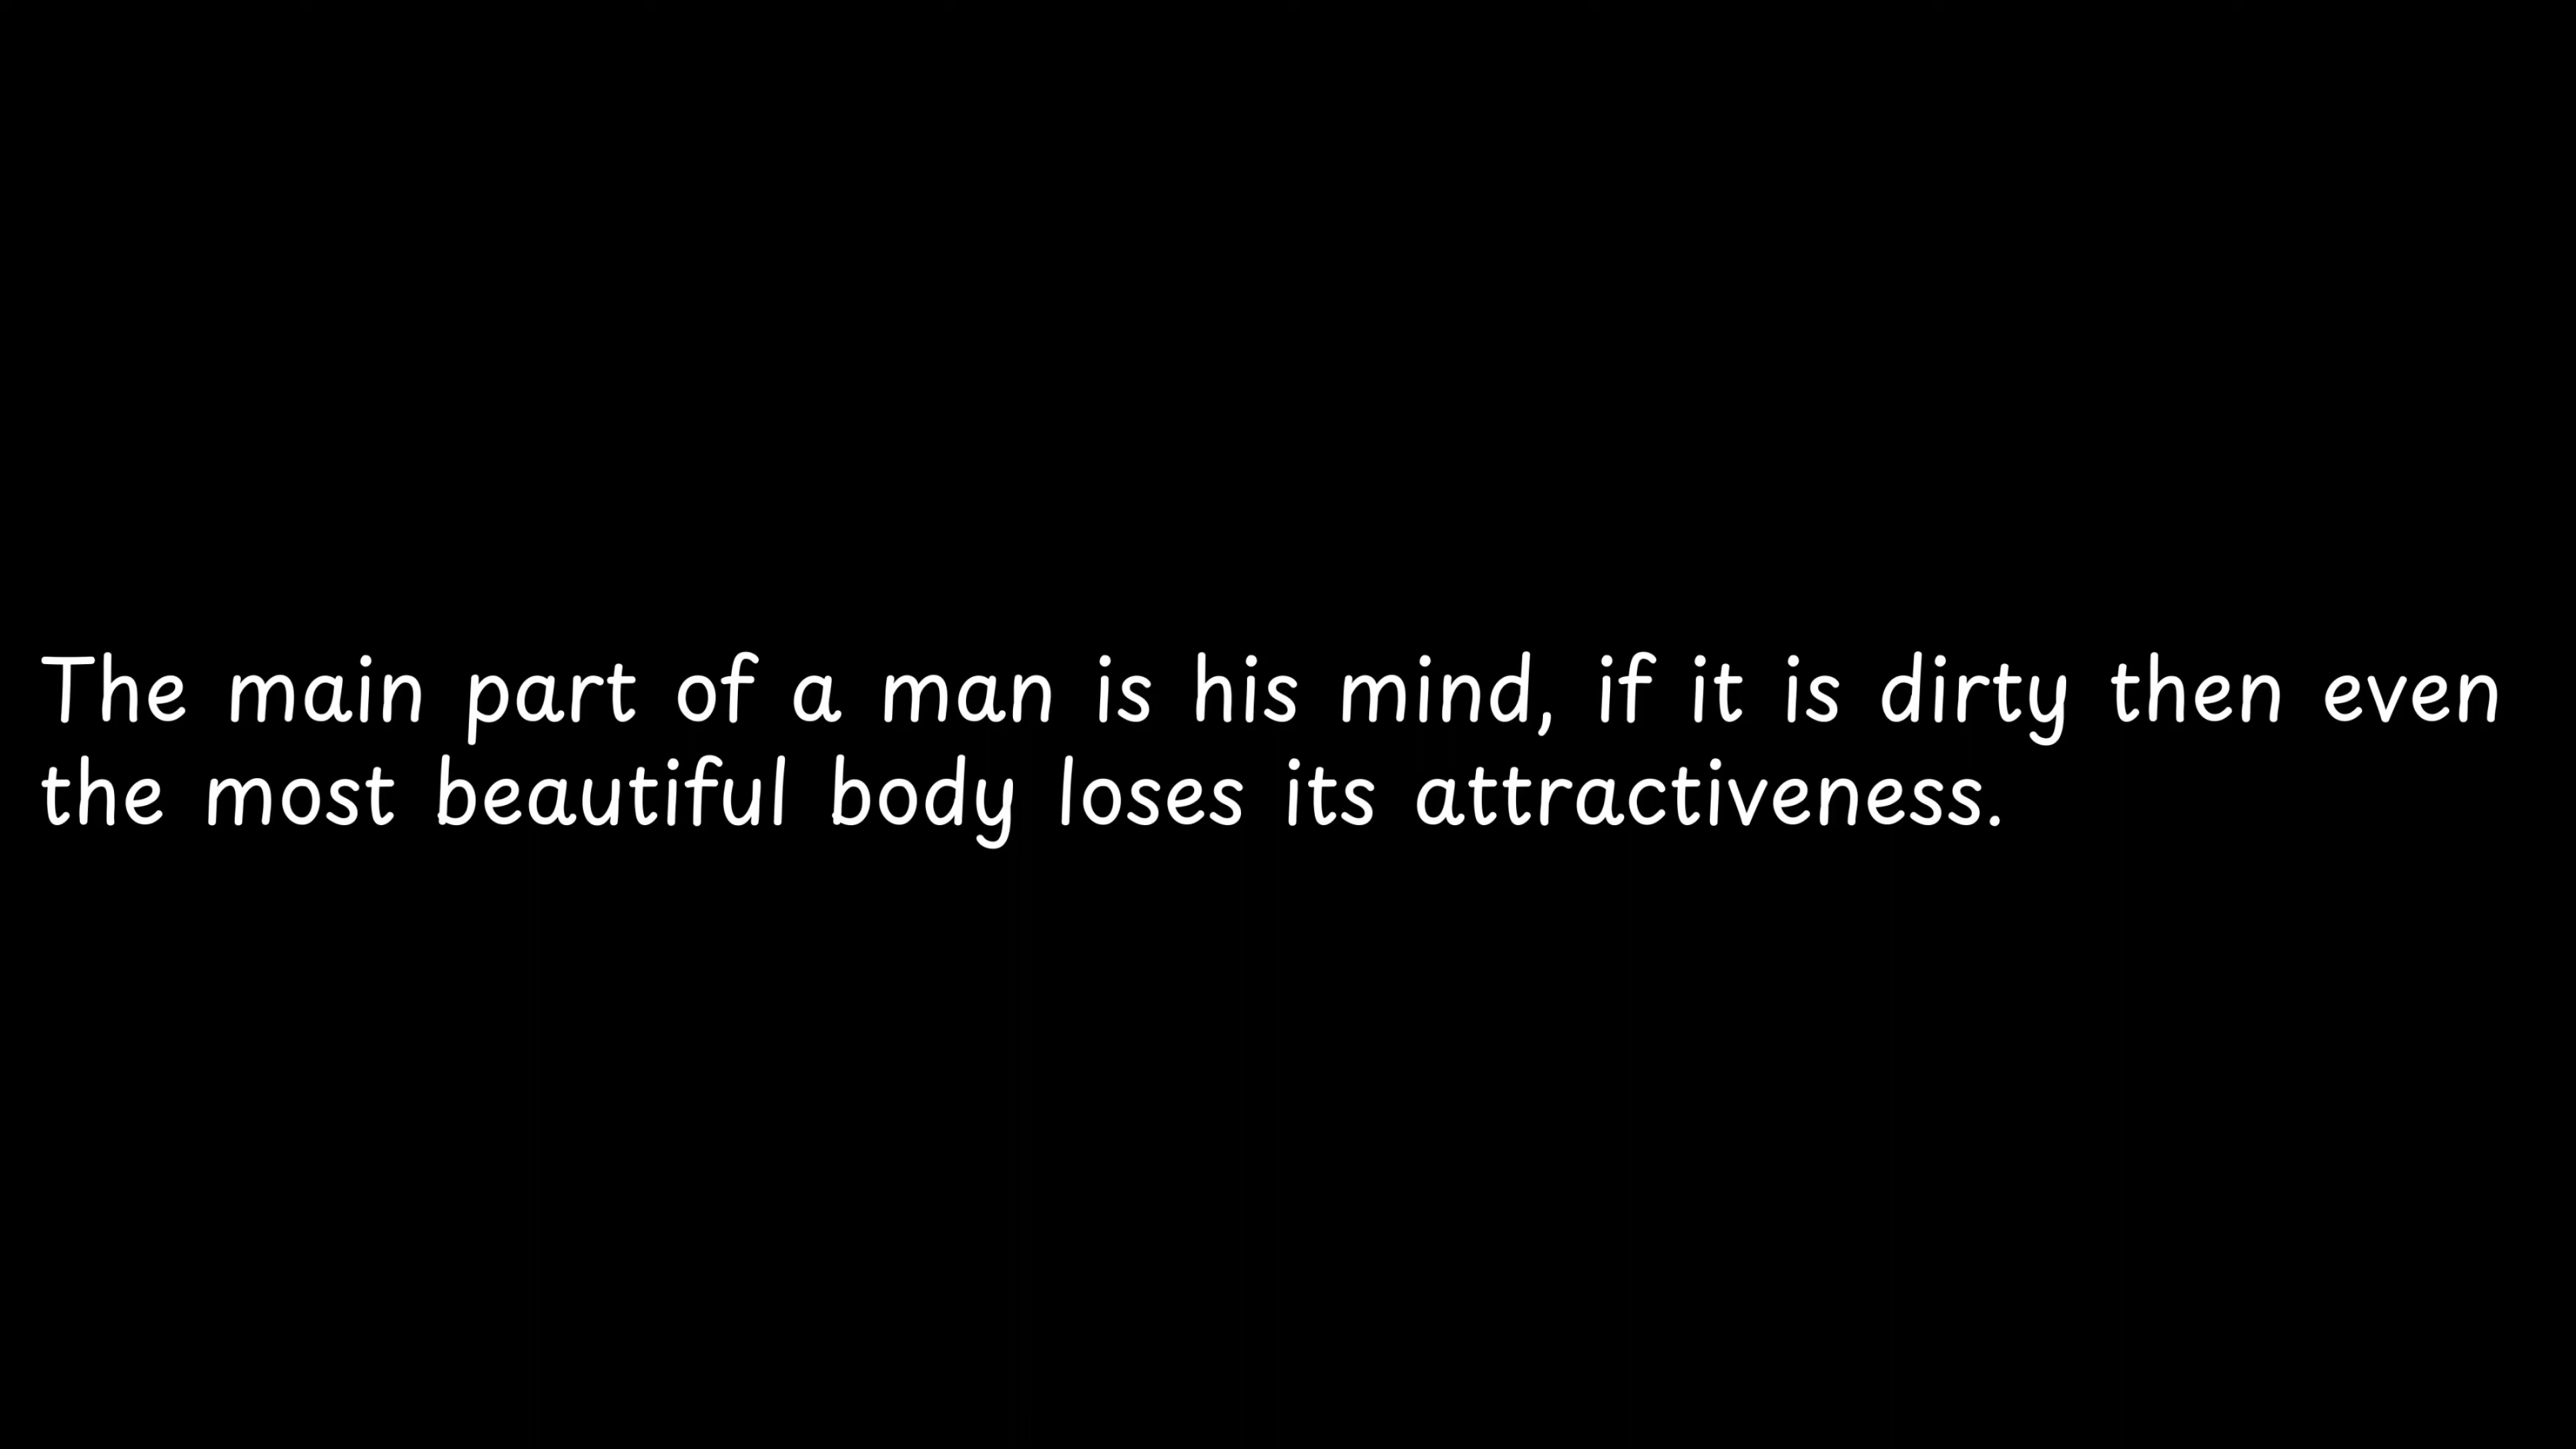 The main part of a man is his mind, if it is dirty then even
the most beautiful body loses its attractiveness.